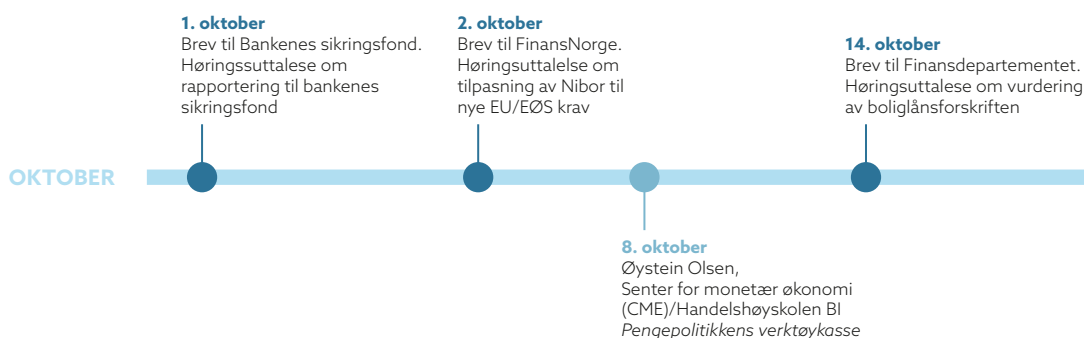 1. oktober
Brev til Bankenes sikringsfond.
Høringssuttalese om
rapportering til bankenes
sikringsfond
2. oktober
Brev til FinansNorge.
Høringsuttalelse om
tilpasning av Nibor til
nye EU/EØS krav
14. oktober
Brev til Finansdepartementet.
Høringsuttalese om vurdering
av boliglånsforskriften
OKTOBER
8. oktober
Øystein Olsen,
Senter for monetær økonomi
(CME)/Handelshøyskolen BI
Pengepolitikkens verktøykasse